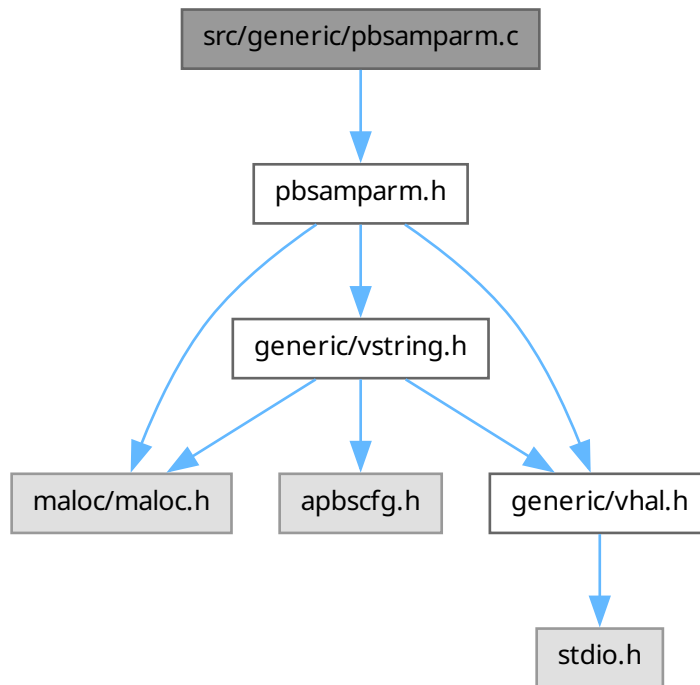 src/generic/pbsamparm.c
pbsamparm.h
generic/vstring.h
maloc/maloc.h
apbscfg.h
generic/vhal.h
stdio.h